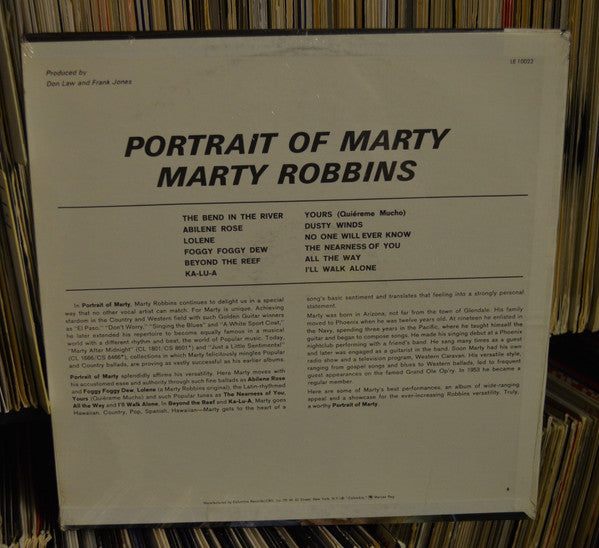 Produced by
Don Law and Frank Jones
LE 10022
PORTRAIT OF MARTY
MARTY ROBBINS
THE BEND IN THE RIVER
ABILENE ROSE
LOLENE
FOGGY FOGGY DEW
BEYOND THE REEF
KA-LU-A
YOURS (Quiéreme Mucho)
DUSTY WINDS
NO ONE WILL EVER KNOW
THE NEARNESS OF YOU
ALL THE WAY
I'LL WALK ALONE
In Portrait of Marty, Marty Robbins continues to delight us in a special
way that no other vocal artist can match. For Marty is unique. Achieving
stardom in the Country and Western field with such Golden Guitar winners
as "El Paso," "Don't Worry," "Singing the Blues" and "A White Sport Coat,"
he later extended his repertoire to become equally famous in a musical
world with a different rhythm and beat, the world of popular music. Today,
"Marty After Midnight" (CL 1801/CS 8601*) and "Just a Little Sentimental"
(CL 1666/CS 8466*), collections in which Marty felicitously mingles Popular
and Country ballads, are proving as vastly successful as his earlier albums.
Portrait of Marty splendidly affirms his versatility. Here Marty moves with
his accustomed ease and authority through such fine ballads as Abilene Rose
and Foggy Foggy Dew, Lolene (a Marty Robbins original), the Latin-rhythmed
Yours (Quiéreme Mucho) and such Popular tunes as The Nearness of You,
All the Way and I'll Walk Alone. In Beyond the Reef and Ka-Lu-A, Marty goes
Hawaiian. Country, Pop, Spanish, Hawaiian—Marty gets to the heart of a
song's basic sentiment and translates that feeling into a strongly personal
statement.
Marty was born in Arizona, not far from the town of Glendale. His family
moved to Phoenix when he was twelve years old. At nineteen he enlisted in
the Navy, spending three years in the Pacific, where he taught himself the
guitar and began to compose songs. He made his singing debut at a Phoenix
nightclub performing with a friend's band. He sang many times as a guest
and later was engaged as a guitarist in the band. Soon Marty had his own
radio show and a television program, Western Caravan. His versatile style,
ranging from gospel songs and blues to Western ballads, led to frequent
guest appearances on the famed Grand Ole Op'ry. In 1953 he became a
regular member.
Here are some of Marty's best performances, an album of wide-ranging
appeal and a showcase for the ever-increasing Robbins versatility. Truly,
a worthy Portrait of Marty.
Manufactured by Columbia Records/CBS, Inc./51 W. 52 Street, New York, N.Y./® "Columbia," Marcas Reg.